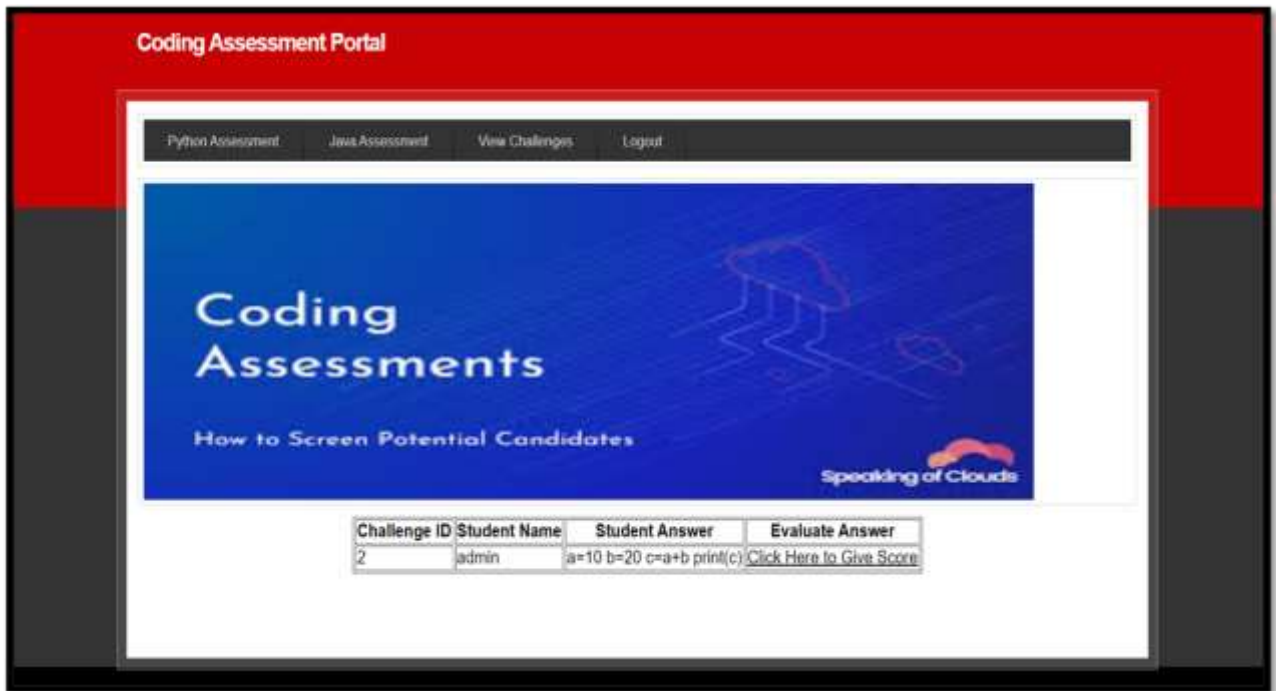 Coding Assessment Portal
Python Assessment Java Assessment View Challenges Logout
Coding
Assessments
How to Screen Potential Candidates
Speaking of Clouds
Challenge ID Student Name Student Answer Evaluate Answer
2 admin a=10 b=20 c=a+b print(c) Click Here to Give Score